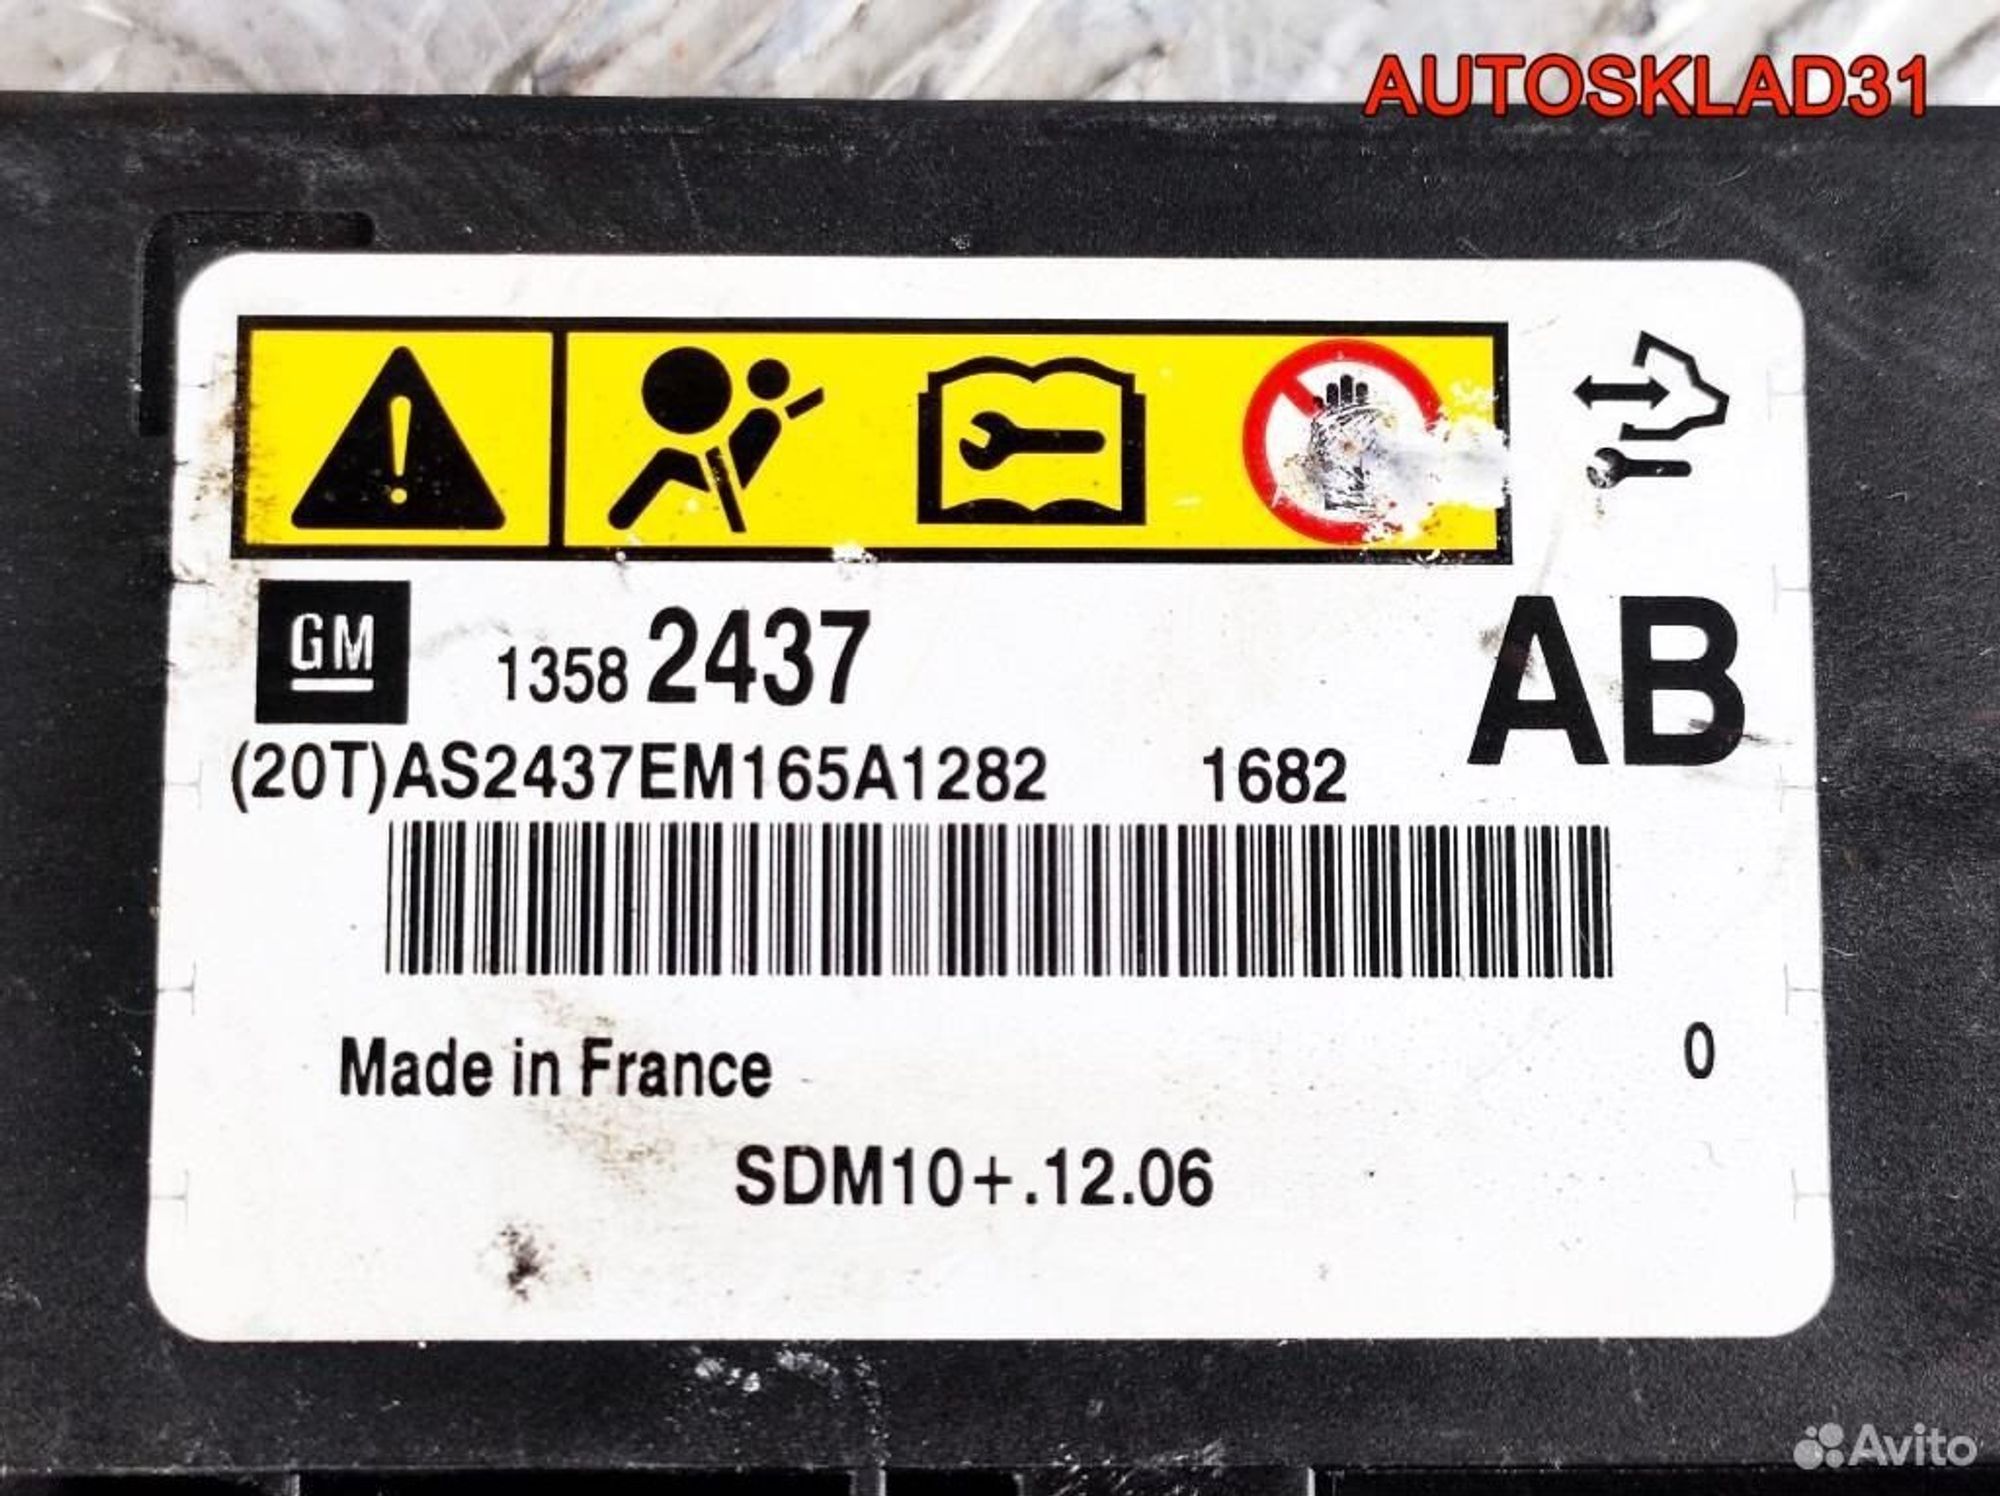 AUTOSKLAD31
GM 1358 2437 AB
(20T)AS2437EM165A1282 1682
Made in France 0
SDM10+.12.06
Avito